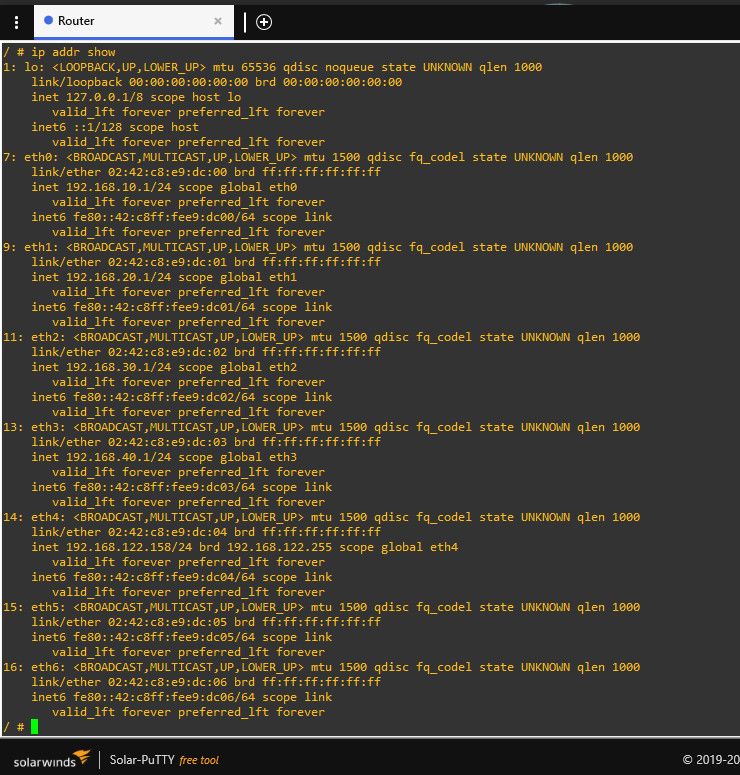 Router
/ # ip addr show
1: lo: <LOOPBACK,UP,LOWER_UP> mtu 65536 qdisc noqueue state UNKNOWN qlen 1000
    link/loopback 00:00:00:00:00:00 brd 00:00:00:00:00:00
    inet 127.0.0.1/8 scope host lo
       valid_lft forever preferred_lft forever
    inet6 ::1/128 scope host
       valid_lft forever preferred_lft forever
7: eth0: <BROADCAST,MULTICAST,UP,LOWER_UP> mtu 1500 qdisc fq_codel state UNKNOWN qlen 1000
    link/ether 02:42:c8:e9:dc:00 brd ff:ff:ff:ff:ff:ff
    inet 192.168.10.1/24 scope global eth0
       valid_lft forever preferred_lft forever
    inet6 fe80::42:c8ff:fee9:dc00/64 scope link
       valid_lft forever preferred_lft forever
9: eth1: <BROADCAST,MULTICAST,UP,LOWER_UP> mtu 1500 qdisc fq_codel state UNKNOWN qlen 1000
    link/ether 02:42:c8:e9:dc:01 brd ff:ff:ff:ff:ff:ff
    inet 192.168.20.1/24 scope global eth1
       valid_lft forever preferred_lft forever
    inet6 fe80::42:c8ff:fee9:dc01/64 scope link
       valid_lft forever preferred_lft forever
11: eth2: <BROADCAST,MULTICAST,UP,LOWER_UP> mtu 1500 qdisc fq_codel state UNKNOWN qlen 1000
    link/ether 02:42:c8:e9:dc:02 brd ff:ff:ff:ff:ff:ff
    inet 192.168.30.1/24 scope global eth2
       valid_lft forever preferred_lft forever
    inet6 fe80::42:c8ff:fee9:dc02/64 scope link
       valid_lft forever preferred_lft forever
13: eth3: <BROADCAST,MULTICAST,UP,LOWER_UP> mtu 1500 qdisc fq_codel state UNKNOWN qlen 1000
    link/ether 02:42:c8:e9:dc:03 brd ff:ff:ff:ff:ff:ff
    inet 192.168.40.1/24 scope global eth3
       valid_lft forever preferred_lft forever
    inet6 fe80::42:c8ff:fee9:dc03/64 scope link
       valid_lft forever preferred_lft forever
14: eth4: <BROADCAST,MULTICAST,UP,LOWER_UP> mtu 1500 qdisc fq_codel state UNKNOWN qlen 1000
    link/ether 02:42:c8:e9:dc:04 brd ff:ff:ff:ff:ff:ff
    inet 192.168.122.158/24 brd 192.168.122.255 scope global eth4
       valid_lft forever preferred_lft forever
    inet6 fe80::42:c8ff:fee9:dc04/64 scope link
       valid_lft forever preferred_lft forever
15: eth5: <BROADCAST,MULTICAST,UP,LOWER_UP> mtu 1500 qdisc fq_codel state UNKNOWN qlen 1000
    link/ether 02:42:c8:e9:dc:05 brd ff:ff:ff:ff:ff:ff
    inet6 fe80::42:c8ff:fee9:dc05/64 scope link
       valid_lft forever preferred_lft forever
16: eth6: <BROADCAST,MULTICAST,UP,LOWER_UP> mtu 1500 qdisc fq_codel state UNKNOWN qlen 1000
    link/ether 02:42:c8:e9:dc:06 brd ff:ff:ff:ff:ff:ff
    inet6 fe80::42:c8ff:fee9:dc06/64 scope link
       valid_lft forever preferred_lft forever
/ #
solarwinds | Solar-PuTTY free tool © 2019-20